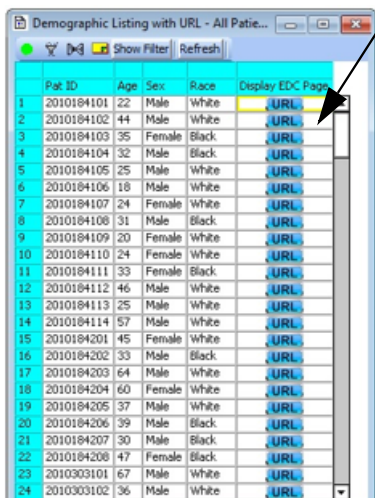 Demographic Listing with URL - All Patie...
Show Filter Refresh
Pat ID Age Sex Race Display EDC Page
1 2010184101 22 Male White URL
2 2010184102 44 Male White URL
3 2010184103 35 Female Black URL
4 2010184104 32 Male Black URL
5 2010184105 25 Male White URL
6 2010184106 18 Male White URL
7 2010184107 24 Female White URL
8 2010184108 31 Male Black URL
9 2010184109 20 Female White URL
10 2010184110 24 Female White URL
11 2010184111 33 Female Black URL
12 2010184112 46 Male White URL
13 2010184113 25 Male White URL
14 2010184114 57 Male White URL
15 2010184201 45 Female White URL
16 2010184202 33 Male Black URL
17 2010184203 64 Male White URL
18 2010184204 60 Female White URL
19 2010184205 37 Male White URL
20 2010184206 39 Male Black URL
21 2010184207 30 Male Black URL
22 2010184208 47 Female Black URL
23 2010303101 67 Male White URL
24 2010303102 36 Male White URL